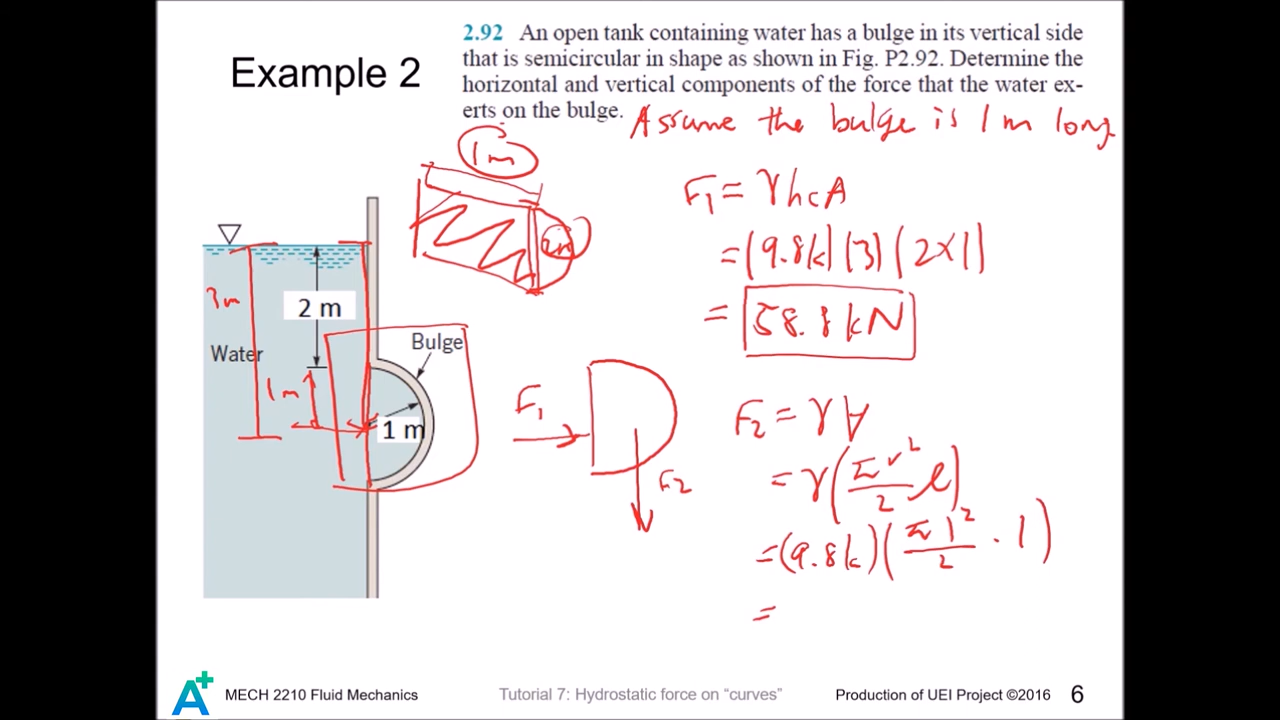 Example 2
2.92 An open tank containing water has a bulge in its vertical side
that is semicircular in shape as shown in Fig. P2.92. Determine the
horizontal and vertical components of the force that the water ex-
erts on the bulge. Assume the bulge is 1 m long
1m
2m
3m
2 m
Water
Bulge
1m
1 m
F₁
F₂
F₁ = γhcA
= (9.8k)(3)(2×1)
= 58.8kN
F₂ = γV
= γ(πr²/2 l)
= (9.8k)(π1²/2 · 1)
=
A+
MECH 2210 Fluid Mechanics
Tutorial 7: Hydrostatic force on "curves"
Production of UEI Project ©2016
6